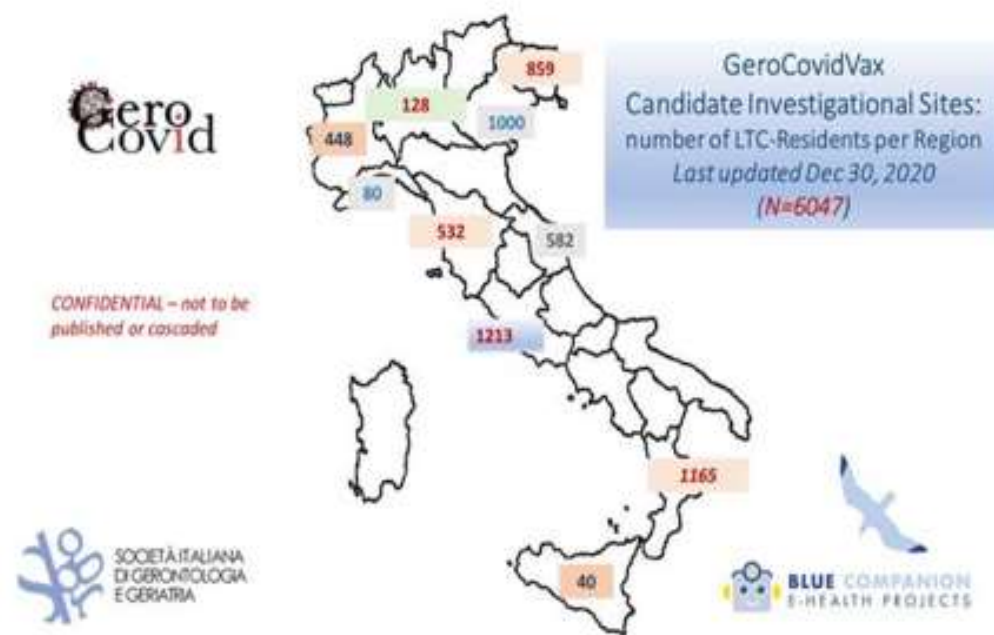 Gero
Covid
GeroCovidVax
Candidate Investigational Sites:
number of LTC-Residents per Region
Last updated Dec 30, 2020
(N=6047)
859
128
1000
448
80
532
582
CONFIDENTIAL – not to be
published or cascaded
1213
1165
40
SOCIETÀ ITALIANA
DI GERONTOLOGIA
E GERIATRIA
BLUE COMPANION
E-HEALTH PROJECTS